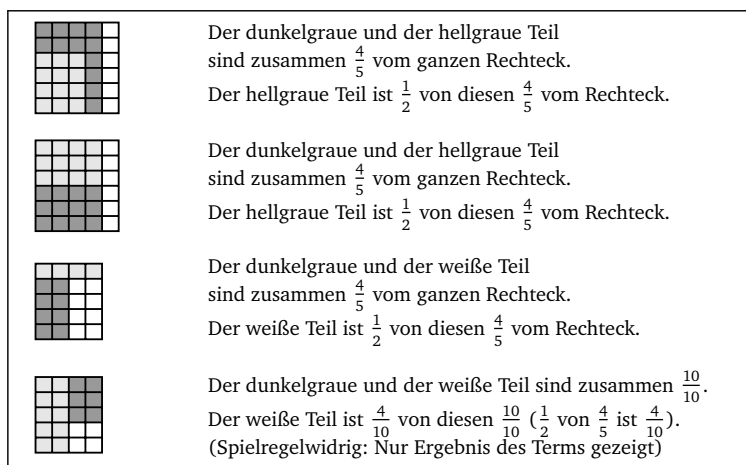 Der dunkelgraue und der hellgraue Teil
sind zusammen 4/5 vom ganzen Rechteck.
Der hellgraue Teil ist 1/2 von diesen 4/5 vom Rechteck.
Der dunkelgraue und der hellgraue Teil
sind zusammen 4/5 vom ganzen Rechteck.
Der hellgraue Teil ist 1/2 von diesen 4/5 vom Rechteck.
Der dunkelgraue und der weiße Teil
sind zusammen 4/5 vom ganzen Rechteck.
Der weiße Teil ist 1/2 von diesen 4/5 vom Rechteck.
Der dunkelgraue und der weiße Teil sind zusammen 10/10.
Der weiße Teil ist 4/10 von diesen 10/10 (1/2 von 4/5 ist 4/10).
(Spielregelwidrig: Nur Ergebnis des Terms gezeigt)